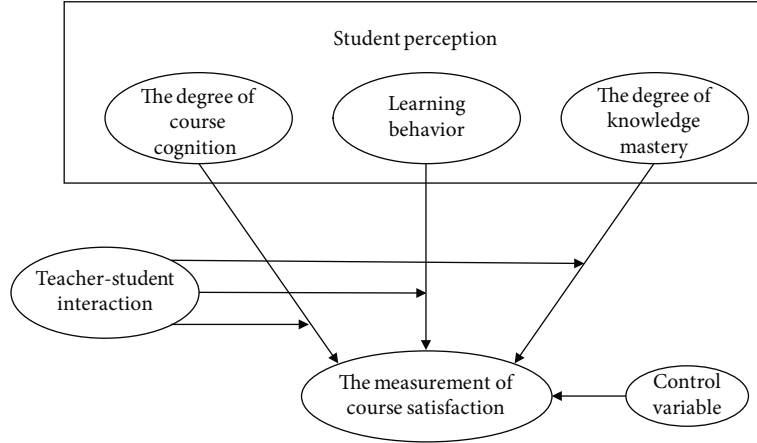 Student perception
The degree of
course
cognition
Learning
behavior
The degree of
knowledge
mastery
Teacher-student
interaction
The measurement of
course satisfaction
Control
variable